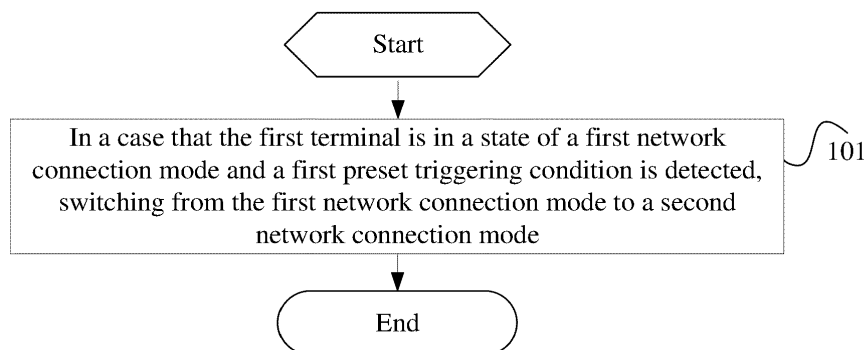 Start
In a case that the first terminal is in a state of a first network
connection mode and a first preset triggering condition is detected,
switching from the first network connection mode to a second
network connection mode
101
End